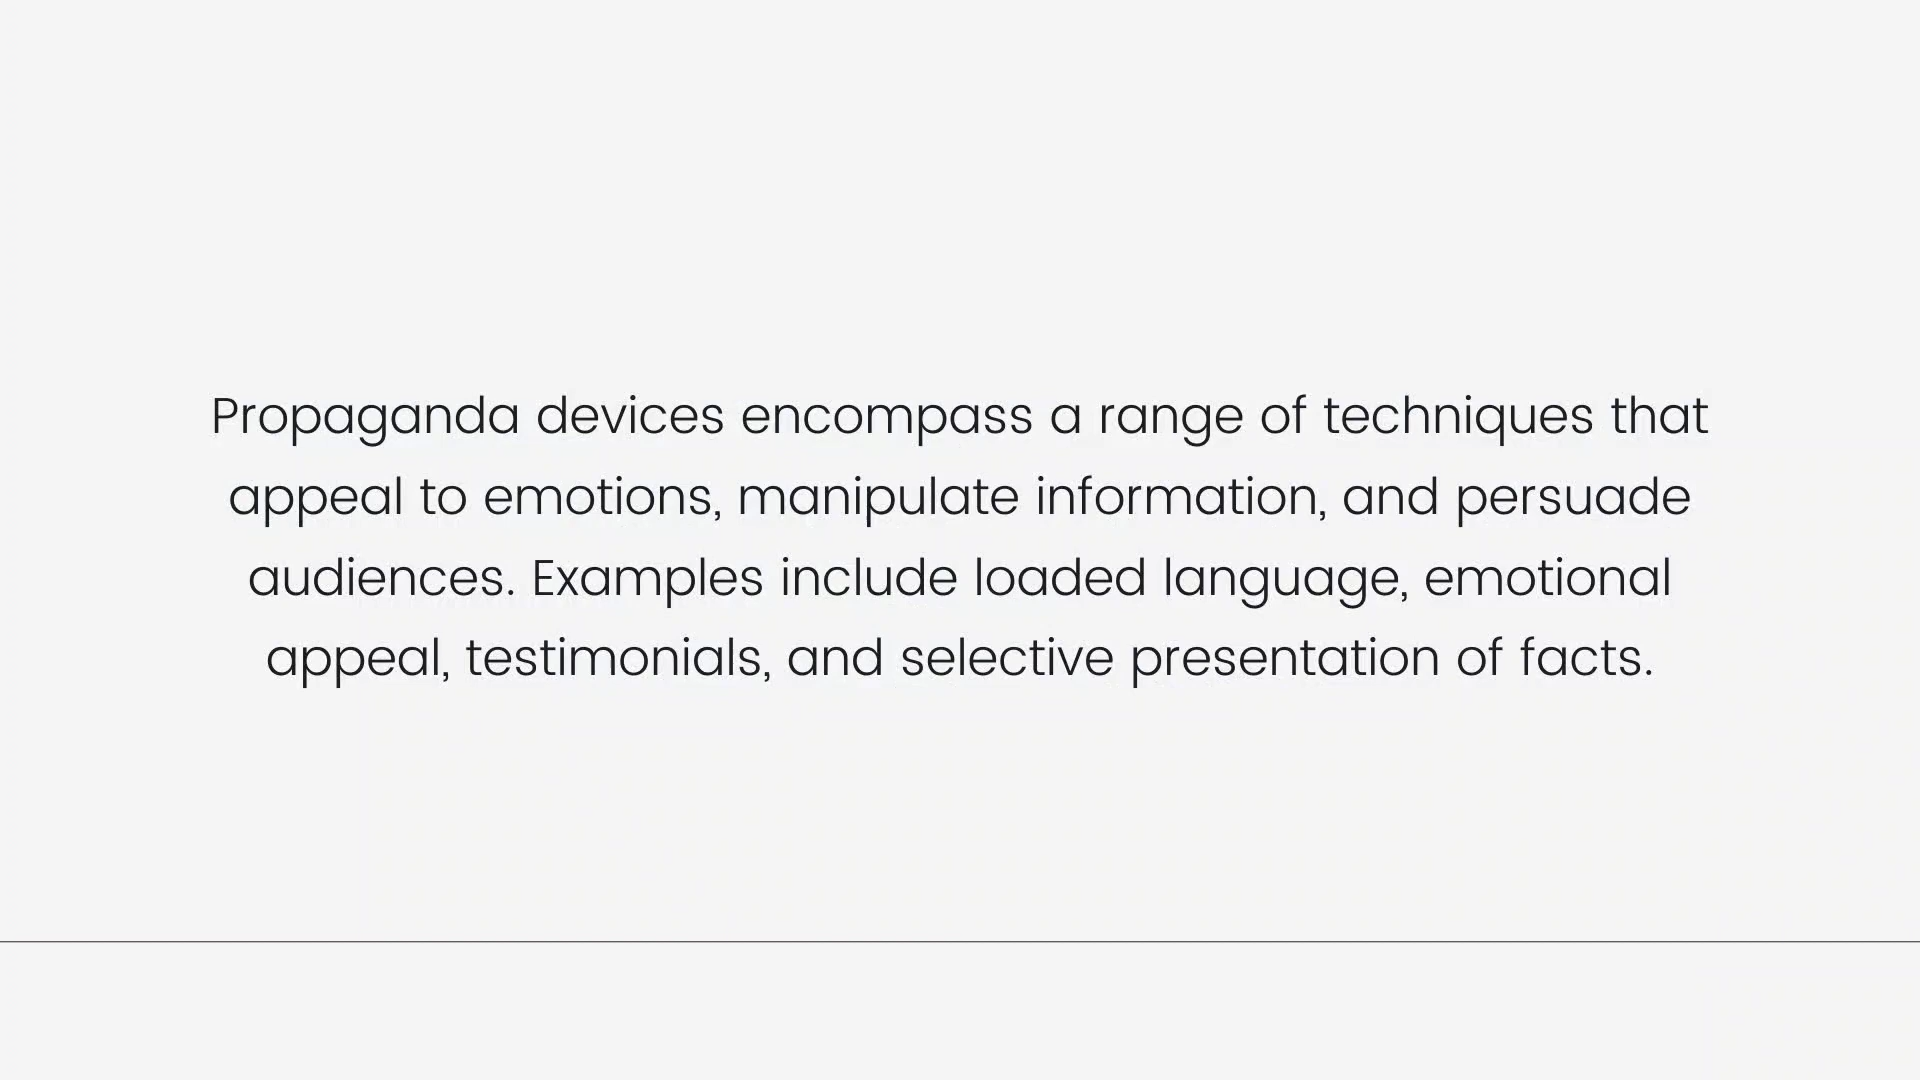 Propaganda devices encompass a range of techniques that
appeal to emotions, manipulate information, and persuade
audiences. Examples include loaded language, emotional
appeal, testimonials, and selective presentation of facts.